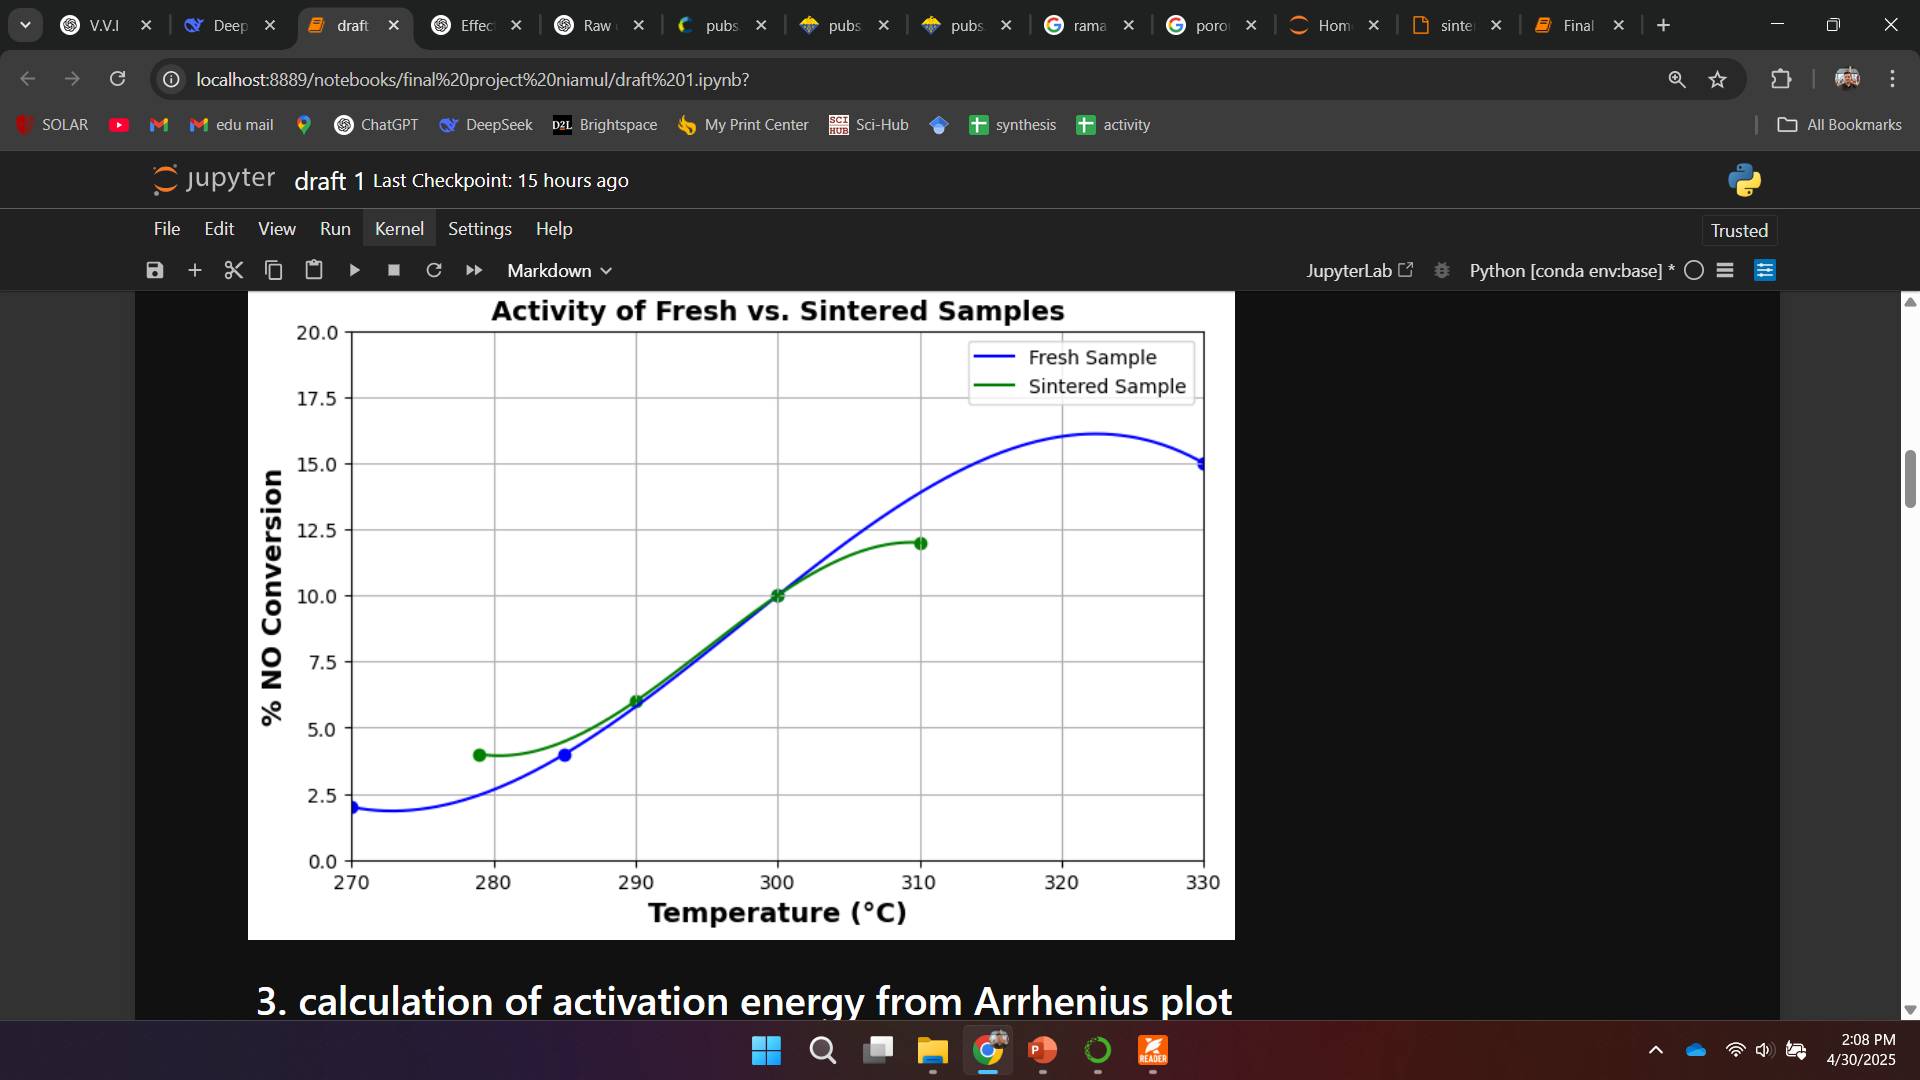 V.V.I
Deep
draft
Effec
Raw
pubs.
pubs.
pubs.
rama
poro
Hom
sinte
Final
localhost:8889/notebooks/final%20project%20niamul/draft%201.ipynb?
SOLAR
edu mail
ChatGPT
DeepSeek
D2L Brightspace
My Print Center
SCI HUB Sci-Hub
synthesis
activity
All Bookmarks
jupyter draft 1 Last Checkpoint: 15 hours ago
File Edit View Run Kernel Settings Help
Trusted
Markdown
JupyterLab
Python [conda env:base] *
Activity of Fresh vs. Sintered Samples
Fresh Sample
Sintered Sample
20.0
17.5
15.0
12.5
10.0
7.5
5.0
2.5
0.0
% NO Conversion
270 280 290 300 310 320 330
Temperature (°C)
3. calculation of activation energy from Arrhenius plot
READER
2:08 PM
4/30/2025